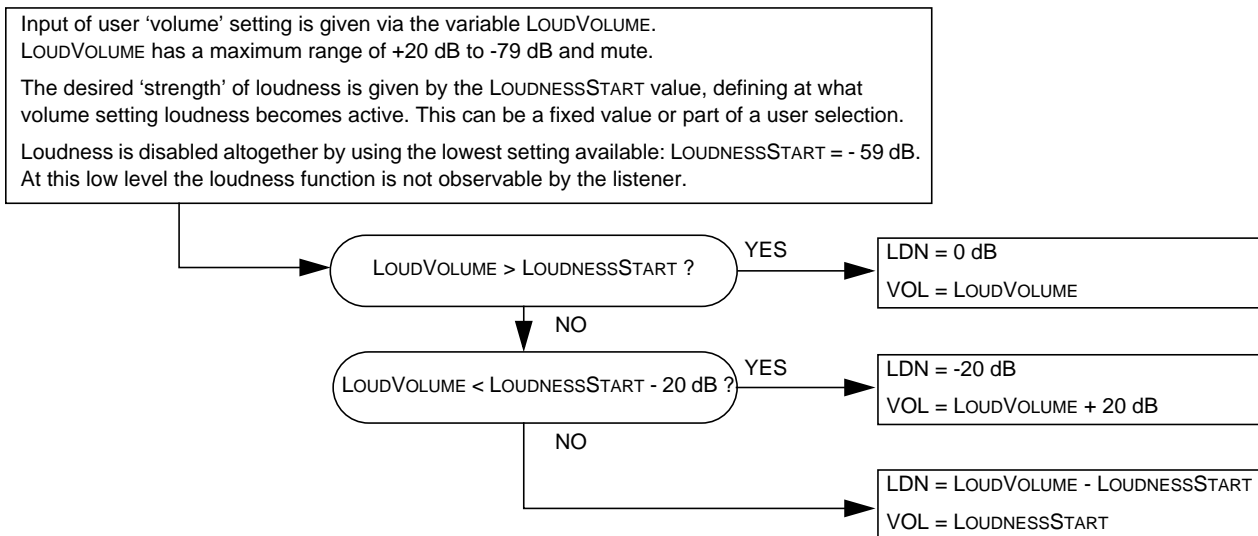 Input of user ‘volume’ setting is given via the variable LOUDVOLUME.
LOUDVOLUME has a maximum range of +20 dB to -79 dB and mute.
The desired ‘strength’ of loudness is given by the LOUDNESSSTART value, defining at what
volume setting loudness becomes active. This can be a fixed value or part of a user selection.
Loudness is disabled altogether by using the lowest setting available: LOUDNESSSTART = - 59 dB.
At this low level the loudness function is not observable by the listener.
LOUDVOLUME > LOUDNESSSTART ?
YES
LDN = 0 dB
VOL = LOUDVOLUME
NO
LOUDVOLUME < LOUDNESSSTART - 20 dB ?
YES
LDN = -20 dB
VOL = LOUDVOLUME + 20 dB
NO
LDN = LOUDVOLUME - LOUDNESSSTART
VOL = LOUDNESSSTART